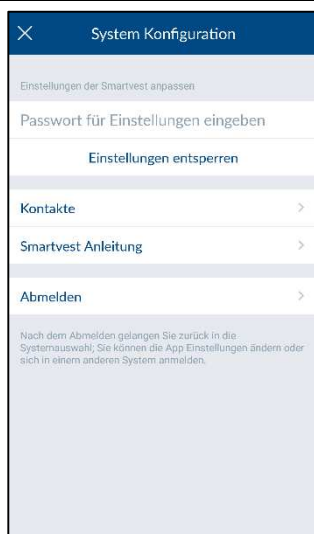 System Konfiguration
Einstellungen der Smartvest anpassen
Passwort für Einstellungen eingeben
Einstellungen entsperren
Kontakte
Smartvest Anleitung
Abmelden
Nach dem Abmelden gelangen Sie zurück in die
Systemauswahl; Sie können die App Einstellungen ändern oder
sich in einem anderen System anmelden.